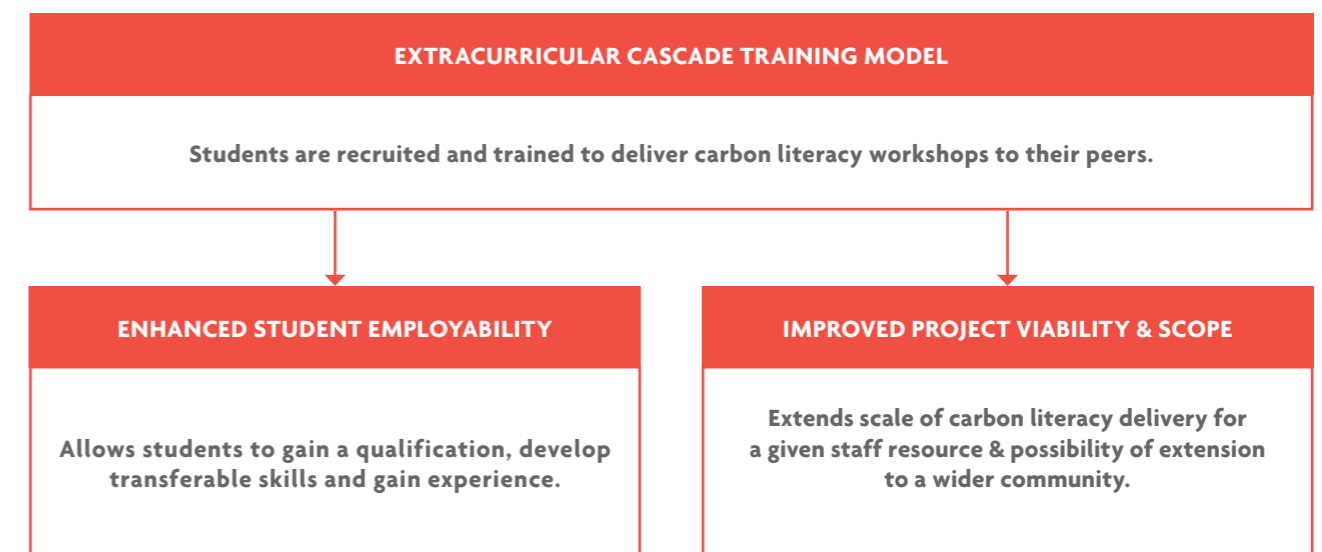 EXTRACURRICULAR CASCADE TRAINING MODEL
Students are recruited and trained to deliver carbon literacy workshops to their peers.
ENHANCED STUDENT EMPLOYABILITY
Allows students to gain a qualification, develop
transferable skills and gain experience.
IMPROVED PROJECT VIABILITY & SCOPE
Extends scale of carbon literacy delivery for
a given staff resource & possibility of extension
to a wider community.